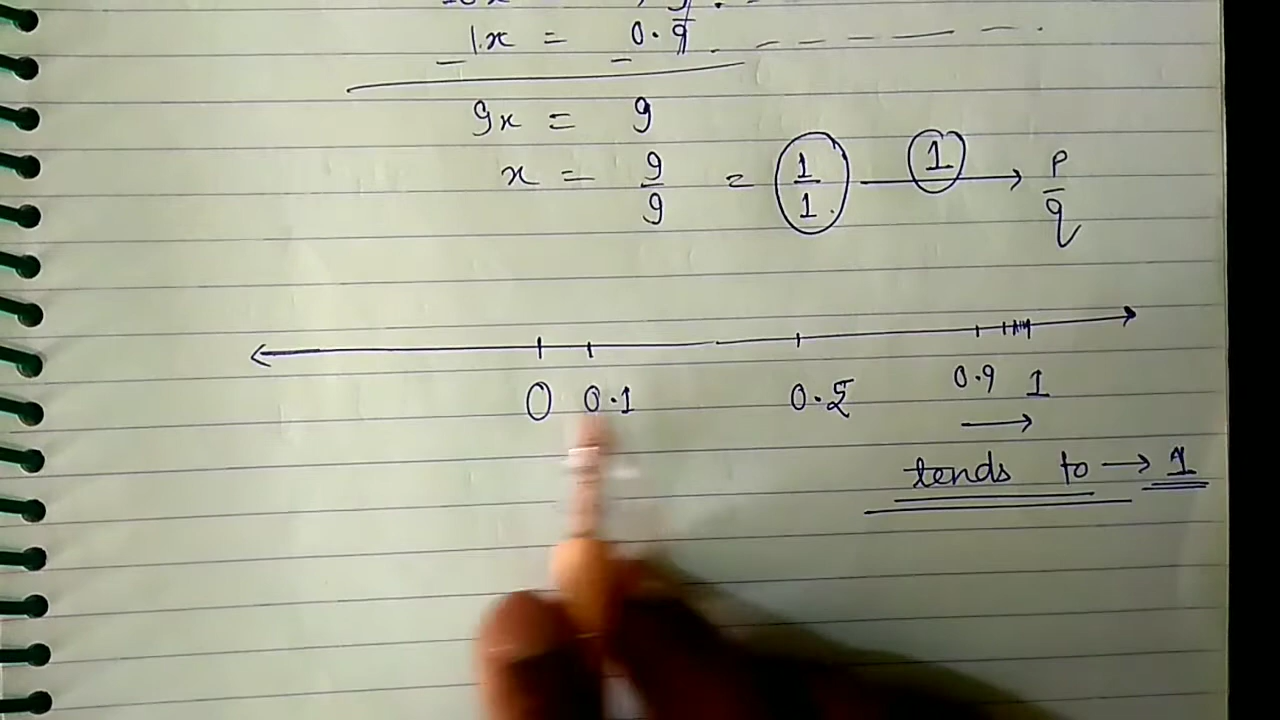 1x = 0.9. - - - - - -
9x = 9
x = 9/9 = 1/1 1 → p/q
0 0.1 0.5 0.9 1
→
tends to → 1